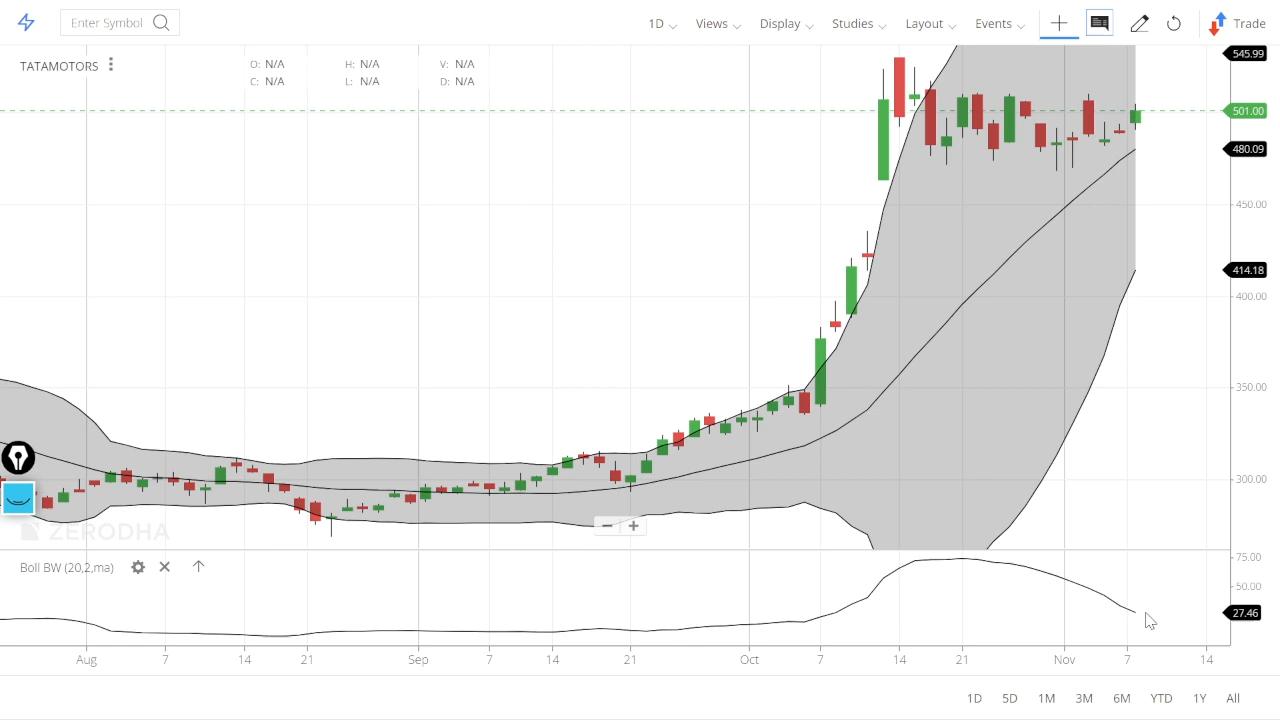 Enter Symbol
1D Views Display Studies Layout Events Trade
TATAMOTORS
O: N/A H: N/A V: N/A
C: N/A L: N/A D: N/A
545.99
501.00
480.09
450.00
414.18
400.00
350.00
300.00
ZERODHA
− +
Boll BW (20,2,ma)
75.00
50.00
27.46
Aug 7 14 21 Sep 7 14 21 Oct 7 14 21 Nov 7 14
1D 5D 1M 3M 6M YTD 1Y All